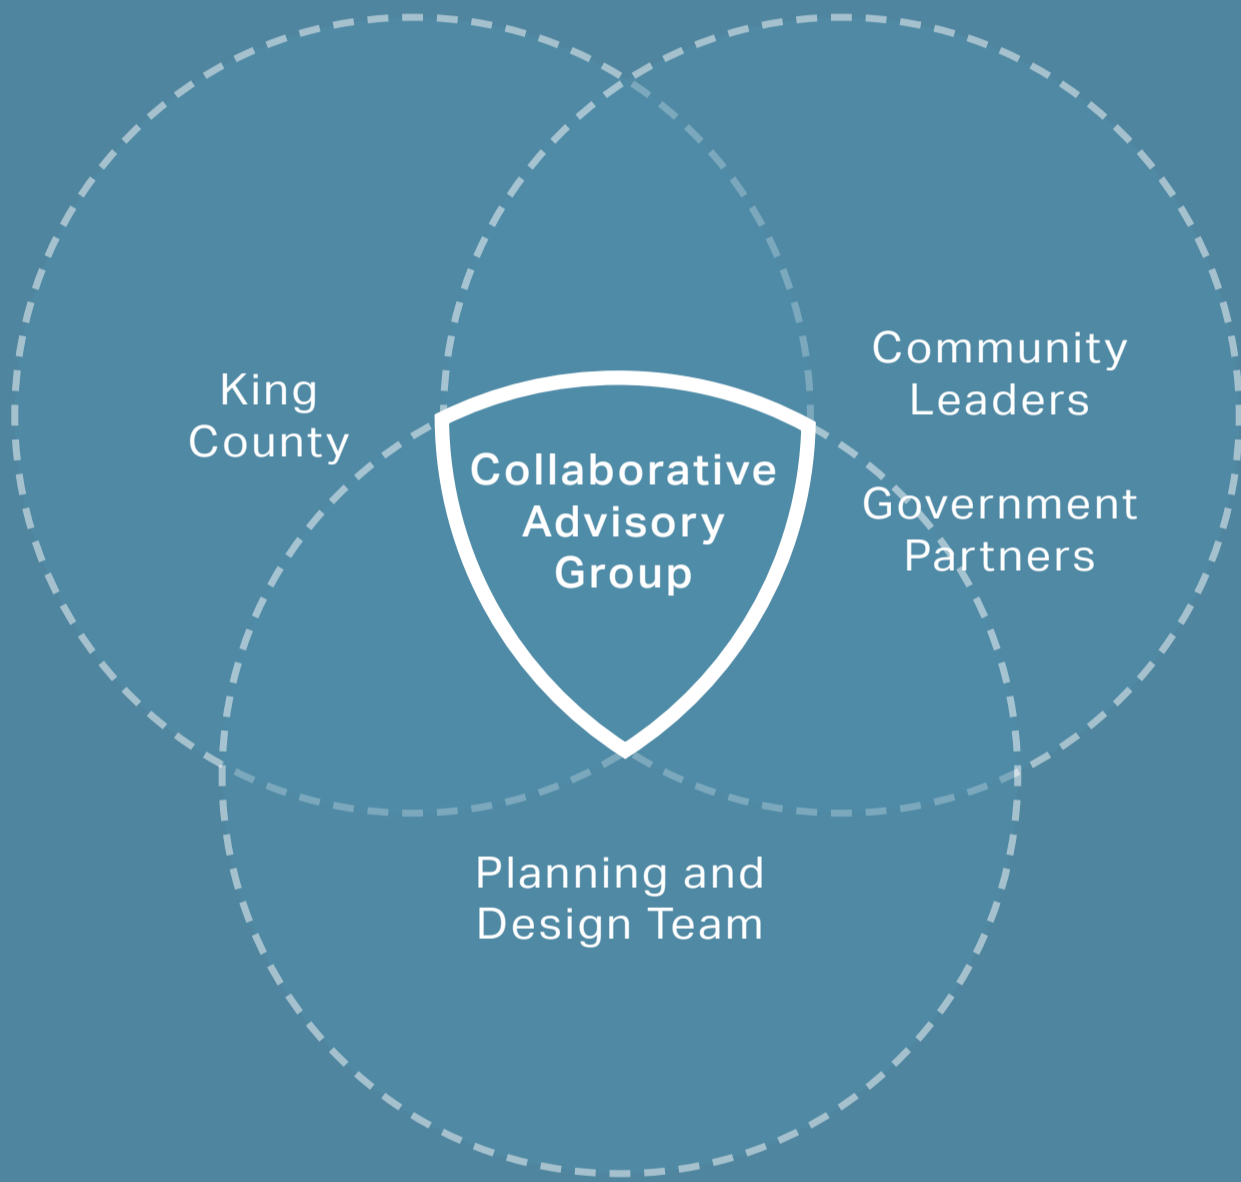 King
County
Community
Leaders
Government
Partners
Collaborative
Advisory
Group
Planning and
Design Team